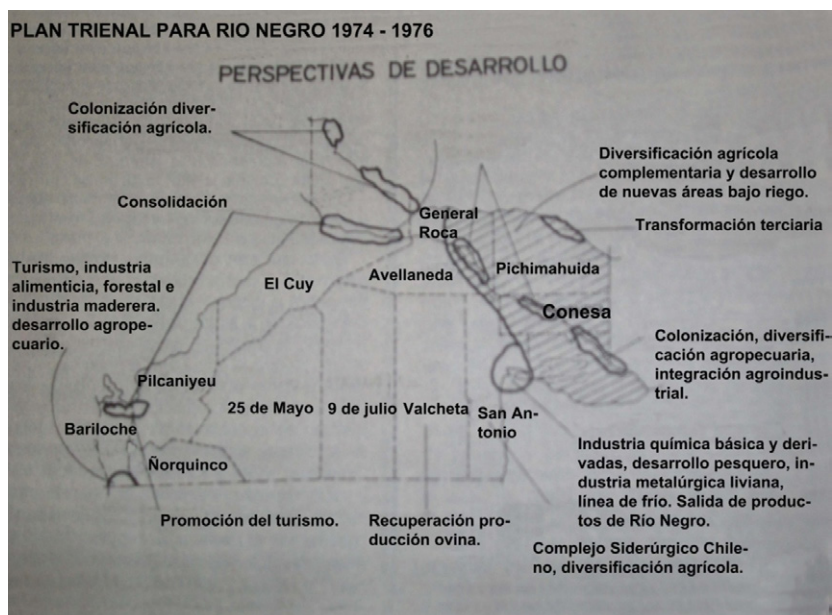 PLAN TRIENAL PARA RIO NEGRO 1974 - 1976
PERSPECTIVAS DE DESARROLLO
Colonización diver-
sificación agrícola.
Diversificación agrícola
complementaria y desarrollo
de nuevas áreas bajo riego.
Consolidación
General
Roca
Transformación terciaria
Turismo, industria
alimenticia, forestal e
industria maderera.
desarrollo agrope-
cuario.
El Cuy
Avellaneda
Pichimahuida
Conesa
Colonización, diversifi-
cación agropecuaria,
integración agroindus-
trial.
Pilcaniyeu
Bariloche
25 de Mayo
9 de julio
Valcheta
San An-
tonio
Ñorquinco
Industria química básica y deri-
vadas, desarrollo pesquero, in-
dustria metalúrgica liviana,
línea de frío. Salida de produc-
tos de Río Negro.
Promoción del turismo.
Recuperación pro-
ducción ovina.
Complejo Siderúrgico Chile-
no, diversificación agrícola.